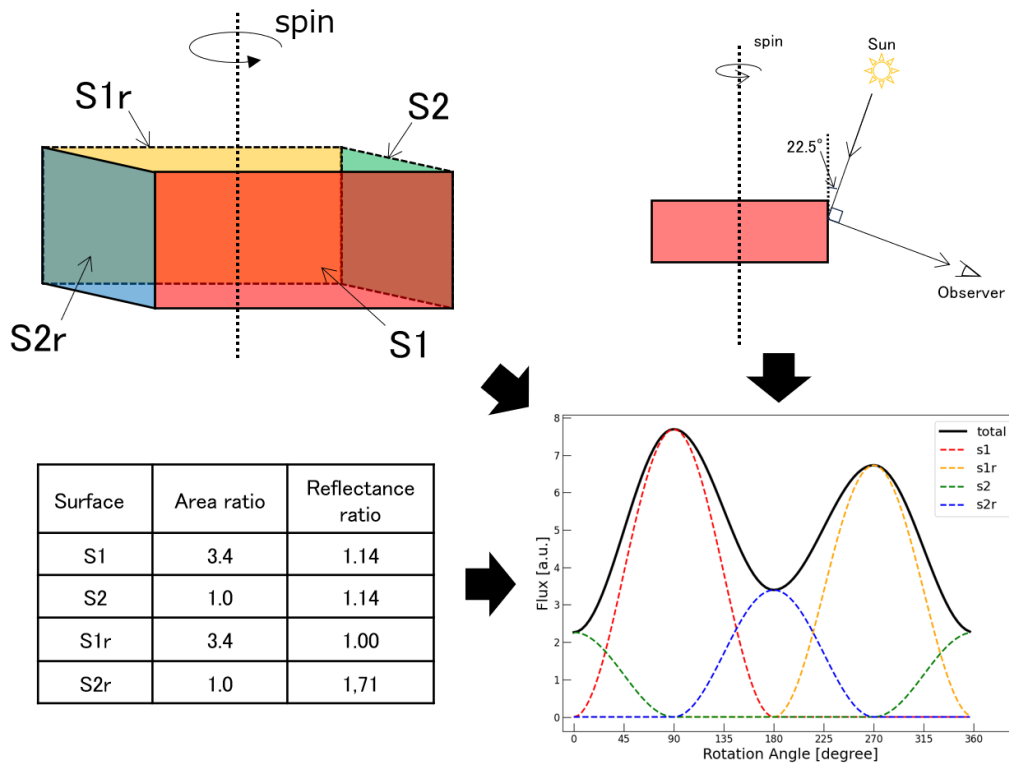 spin
S1r
S2
S2r
S1
spin
Sun
22.5°
Observer
Surface Area ratio Reflectance ratio
S1 3.4 1.14
S2 1.0 1.14
S1r 3.4 1.00
S2r 1.0 1,71
8
7
6
5
4
3
2
1
0
Flux [a.u.]
total
s1
s1r
s2
s2r
0 45 90 135 180 225 270 315 360
Rotation Angle [degree]